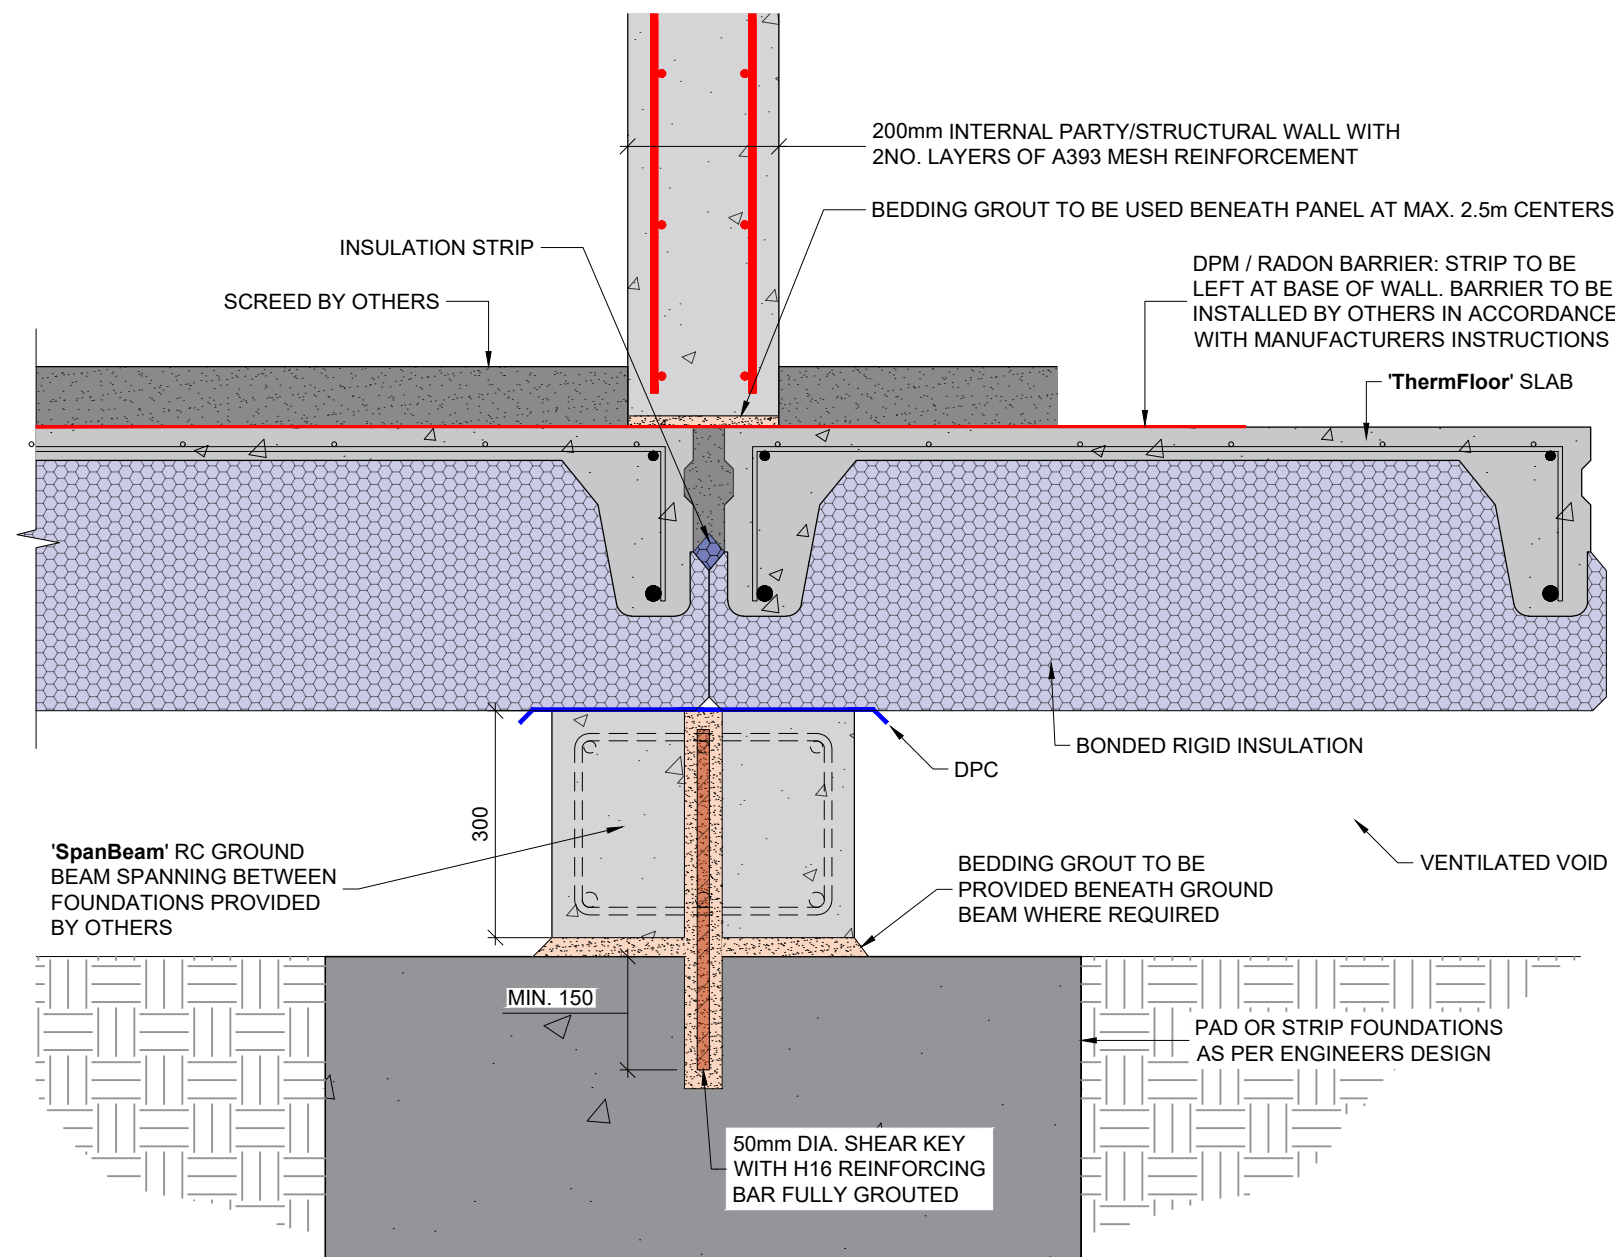 200mm INTERNAL PARTY/STRUCTURAL WALL WITH
2NO. LAYERS OF A393 MESH REINFORCEMENT
BEDDING GROUT TO BE USED BENEATH PANEL AT MAX. 2.5m CENTERS
INSULATION STRIP
SCREED BY OTHERS
DPM / RADON BARRIER: STRIP TO BE
LEFT AT BASE OF WALL. BARRIER TO BE
INSTALLED BY OTHERS IN ACCORDANCE
WITH MANUFACTURERS INSTRUCTIONS
'ThermFloor' SLAB
BONDED RIGID INSULATION
DPC
300
'SpanBeam' RC GROUND
BEAM SPANNING BETWEEN
FOUNDATIONS PROVIDED
BY OTHERS
BEDDING GROUT TO BE
PROVIDED BENEATH GROUND
BEAM WHERE REQUIRED
VENTILATED VOID
MIN. 150
PAD OR STRIP FOUNDATIONS
AS PER ENGINEERS DESIGN
50mm DIA. SHEAR KEY
WITH H16 REINFORCING
BAR FULLY GROUTED